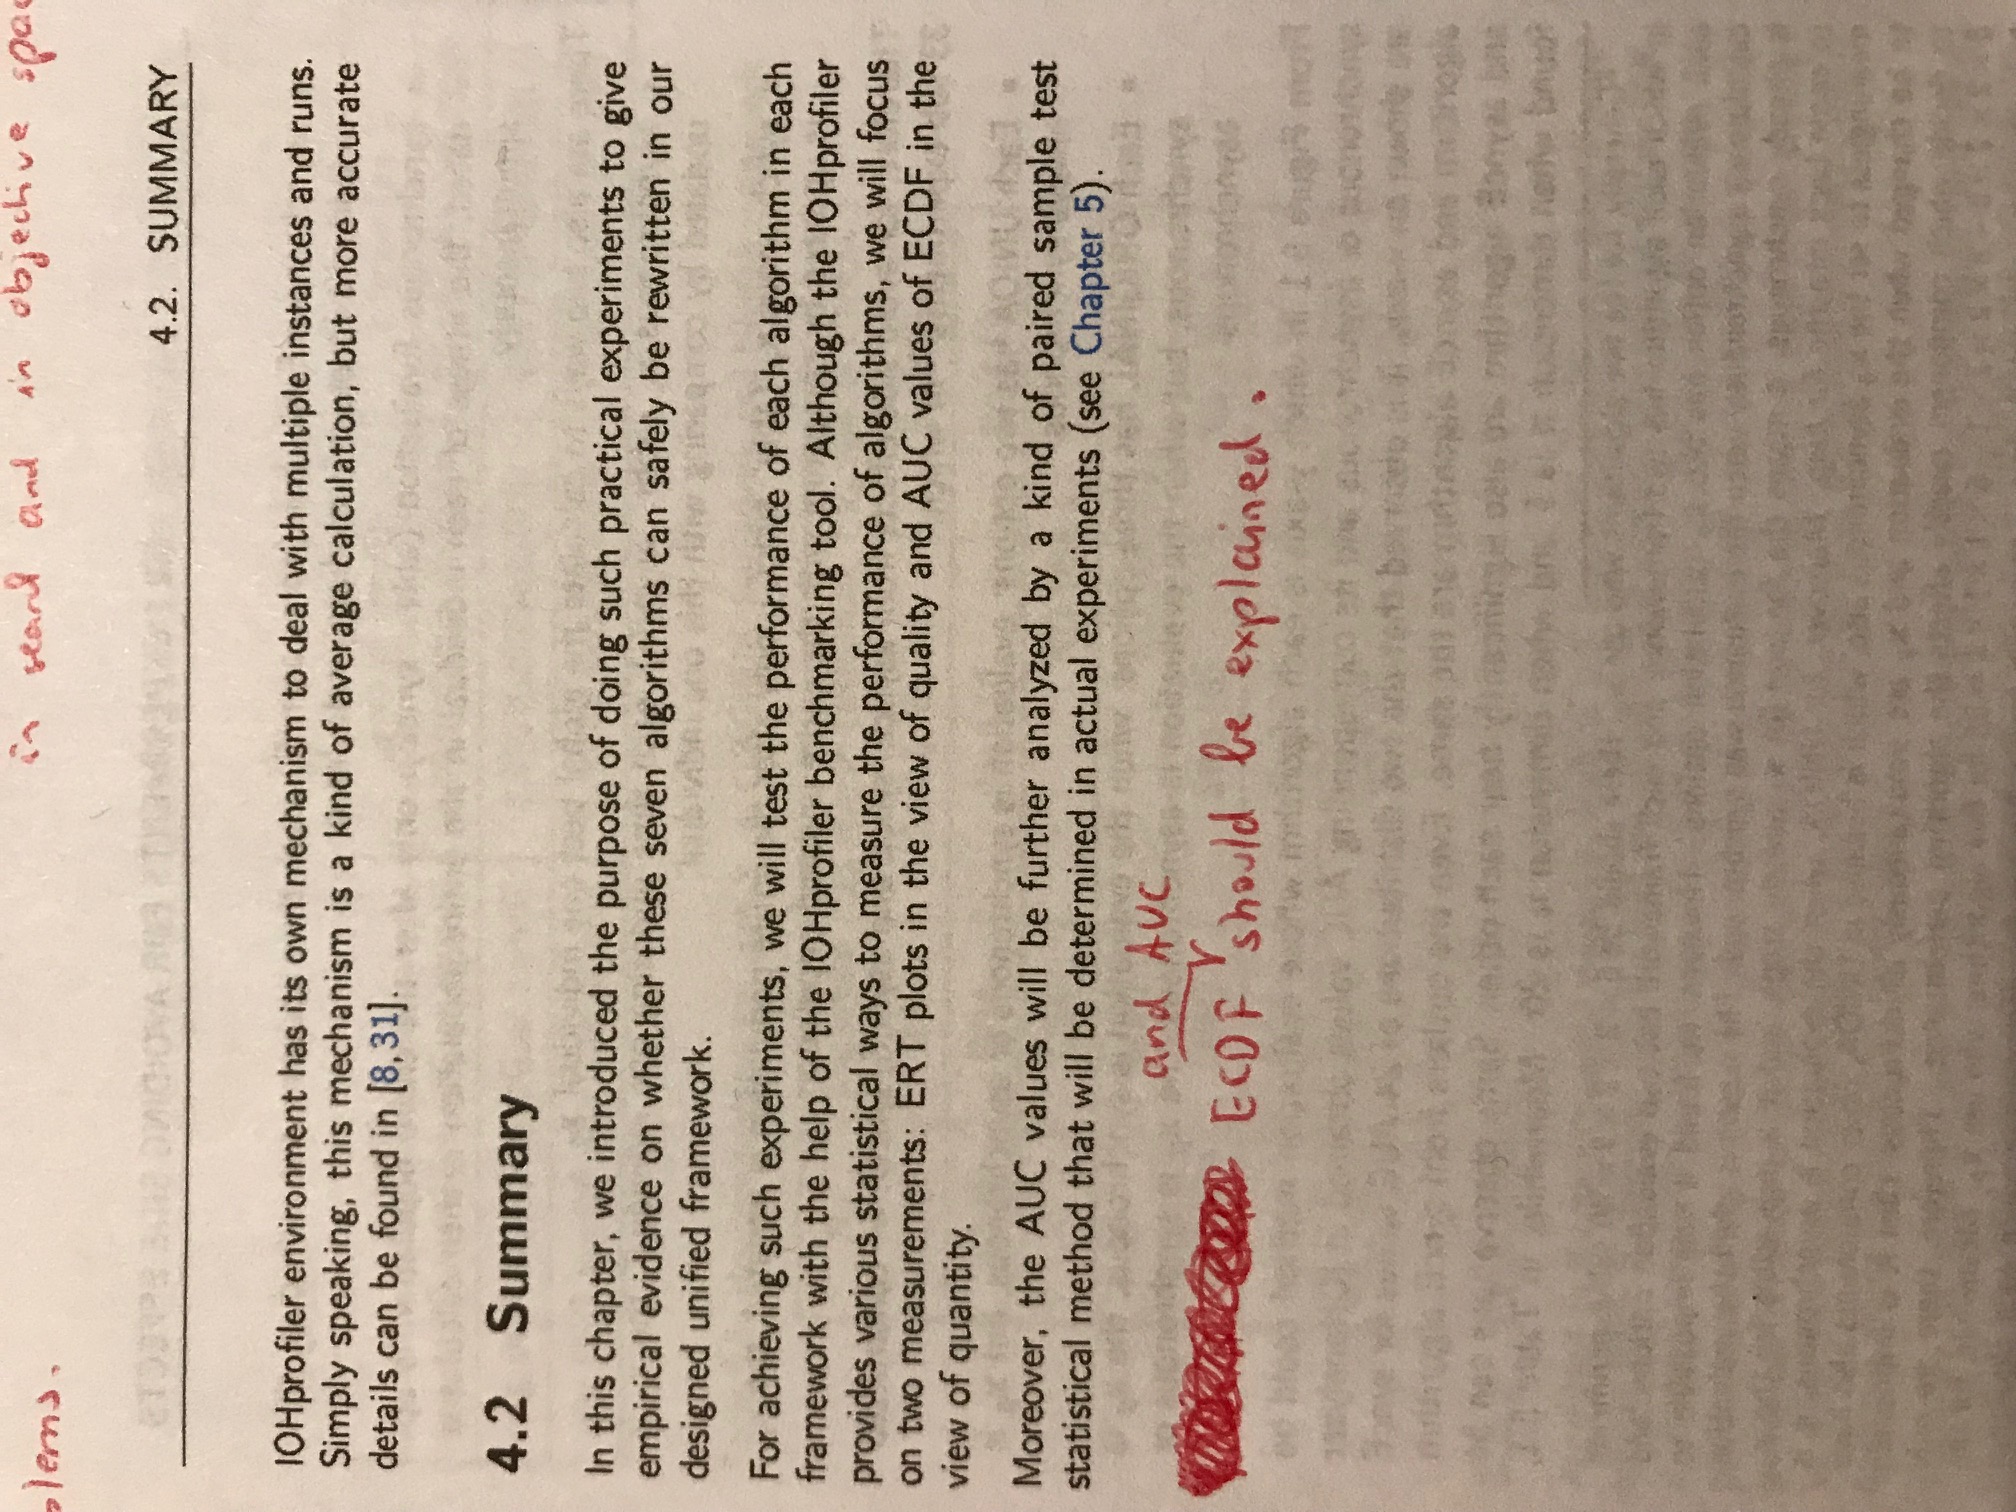 in search and in objective
4.2. SUMMARY
IOHprofiler environment has its own mechanism to deal with multiple instances and runs.
Simply speaking, this mechanism is a kind of average calculation, but more accurate
details can be found in [8,31].
4.2 Summary
In this chapter, we introduced the purpose of doing such practical experiments to give
empirical evidence on whether these seven algorithms can safely be rewritten in our
designed unified framework.
For achieving such experiments, we will test the performance of each algorithm in each
framework with the help of the IOHprofiler benchmarking tool. Although the IOHprofiler
provides various statistical ways to measure the performance of algorithms, we will focus
on two measurements: ERT plots in the view of quality and AUC values of ECDF in the
view of quantity.
Moreover, the AUC values will be further analyzed by a kind of paired sample test
statistical method that will be determined in actual experiments (see Chapter 5).
and AUC
ECDF should be explained.